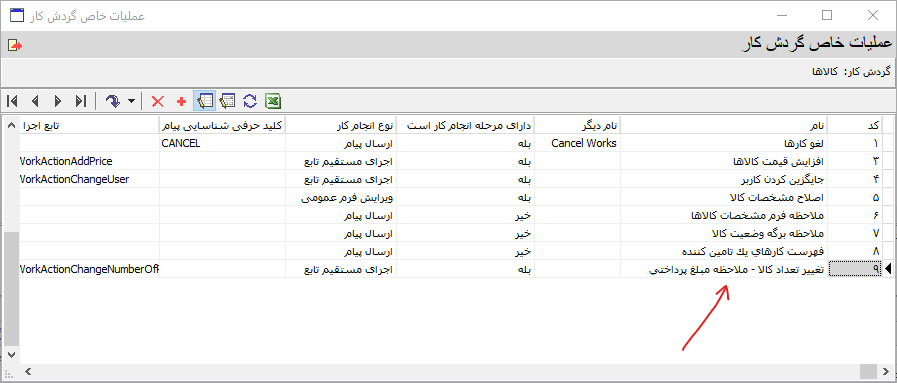 عملیات خاص گردش کار
عملیات خاص گردش کار
گردش کار: کالاها
کد نام نام دیگر دارای مرحله انجام کار است نوع انجام کار کلید حرفی شناسایی پیام تابع اجرا
۱ لغو کارها Cancel Works بله ارسال پیام CANCEL
۳ افزایش قیمت کالاها بله اجرای مستقیم تابع WorkActionAddPrice
۴ جایگزین کردن کاربر بله اجرای مستقیم تابع WorkActionChangeUser
۵ اصلاح مشخصات کالا بله ویرایش فرم عمومی
۶ ملاحظه فرم مشخصات کالاها خیر ارسال پیام
۷ ملاحظه برگه وضعیت کالا خیر ارسال پیام
۸ فهرست کارهاي يك تامین کننده خیر ارسال پیام
۹ تغییر تعداد کالا - ملاحظه مبلغ پرداختي بله اجرای مستقیم تابع WorkActionChangeNumberOff